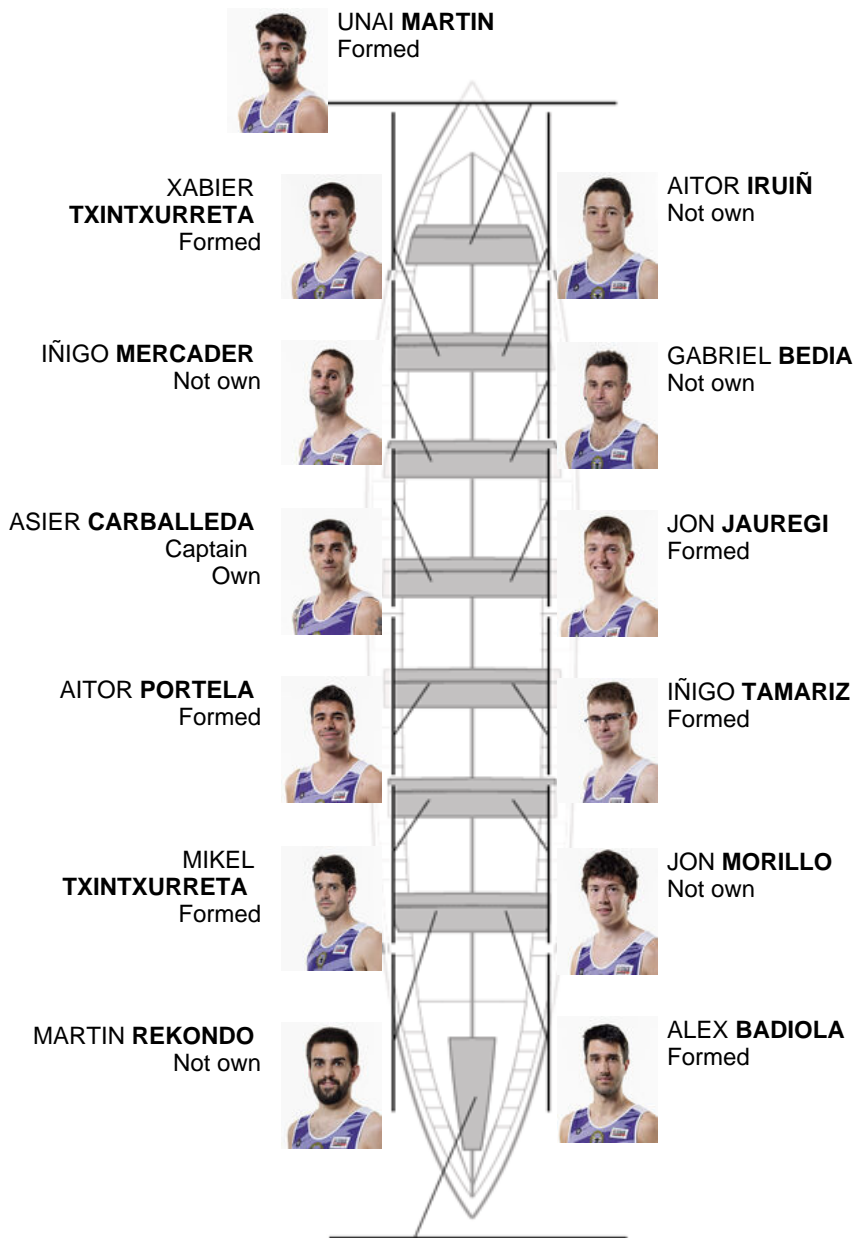 UNAI MARTIN
Formed
XABIER
TXINTXURRETA
Formed
AITOR IRUIÑ
Not own
IÑIGO MERCADER
Not own
GABRIEL BEDIA
Not own
ASIER CARBALLEDA
Captain
Own
JON JAUREGI
Formed
AITOR PORTELA
Formed
IÑIGO TAMARIZ
Formed
MIKEL
TXINTXURRETA
Formed
JON MORILLO
Not own
MARTIN REKONDO
Not own
ALEX BADIOLA
Formed